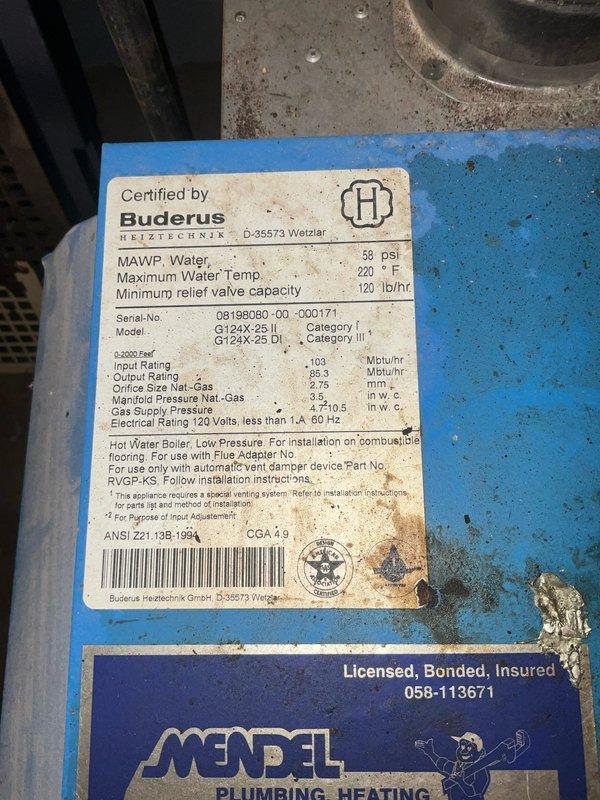 Certified by
Buderus
HEIZTECHNIK D-35573 Wetzlar
H
MAWP, Water, 58 psi
Maximum Water Temp. 220 ° F
Minimum relief valve capacity 120 lb/hr
Serial-No. 08198080 -00 -000171
Model. G124X-25 II Category I
G124X-25 DI Category III ¹
0-2000 Feet
Input Rating 103 Mbtu/hr
Output Rating 85.3 Mbtu/hr
Orifice Size Nat.-Gas 2.75 mm
Manifold Pressure Nat.-Gas 3.5 in w. c.
Gas Supply Pressure 4.7-10.5 in w. c.
Electrical Rating 120 Volts, less than 1 A 60 Hz
Hot Water Boiler, Low Pressure. For installation on combustible
flooring. For use with Flue Adapter No.
For use only with automatic vent damper device Part No.
RVGP-KS. Follow installation instructions.
¹ This appliance requires a special venting system. Refer to installation instructions
for parts list and method of installation.
-2 For Purpose of Input Adjustement
ANSI Z21.13B-1994 CGA 4.9
DESIGN
AMERICAN
GAS
ASSOCIATION
CERTIFIED
Buderus Heiztechnik GmbH, D-35573 Wetzlar
Licensed, Bonded, Insured
058-113671
MENDEL
PLUMBING, HEATING